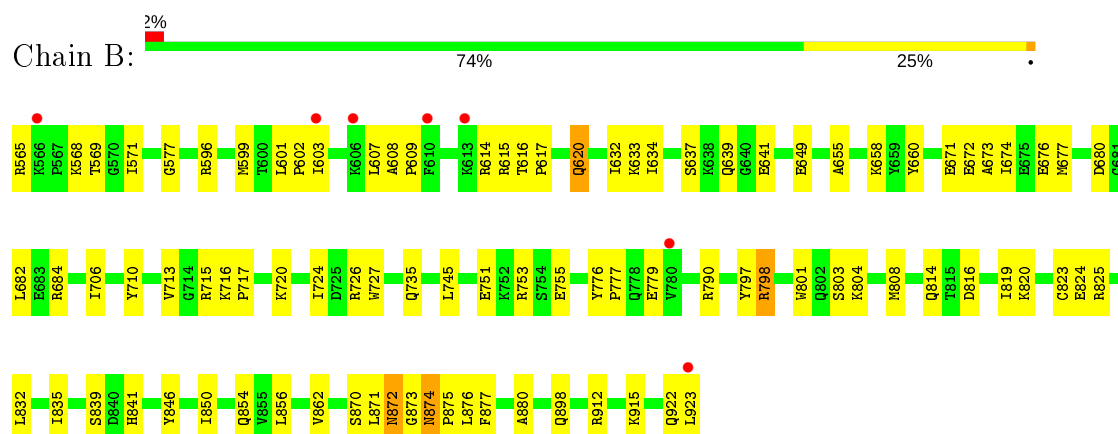 2%
Chain B:
74% 25% •
R565 K566 P567 K568 T569 G570 I571 G577 R596 M599 T600 L601 P602 I603 K606 L607 A608 P609 F610 K613 R614 R615 T616 P617 Q620 I632 K633 I634 S637 K638 Q639 G640 E641 E649 A655 K658 Y659 Y660 E671 E672 A673 I674 E675 E676 M677 D680 G681
L682 E683 R684 I706 Y710 V713 G714 R715 K716 P717 K720 I724 D725 R726 W727 Q735 L745 E751 K752 R753 S754 E755 Y776 P777 Q778 E779 V780 R790 Y797 R798 W801 Q802 S803 K804 M808 Q814 T815 D816 I819 K820 C823 E824 R825
L832 I835 S839 D840 H841 Y846 I850 Q854 V855 L856 V862 S870 L871 N872 G873 N874 P875 L876 F877 A880 Q898 R912 K915 Q922 L923